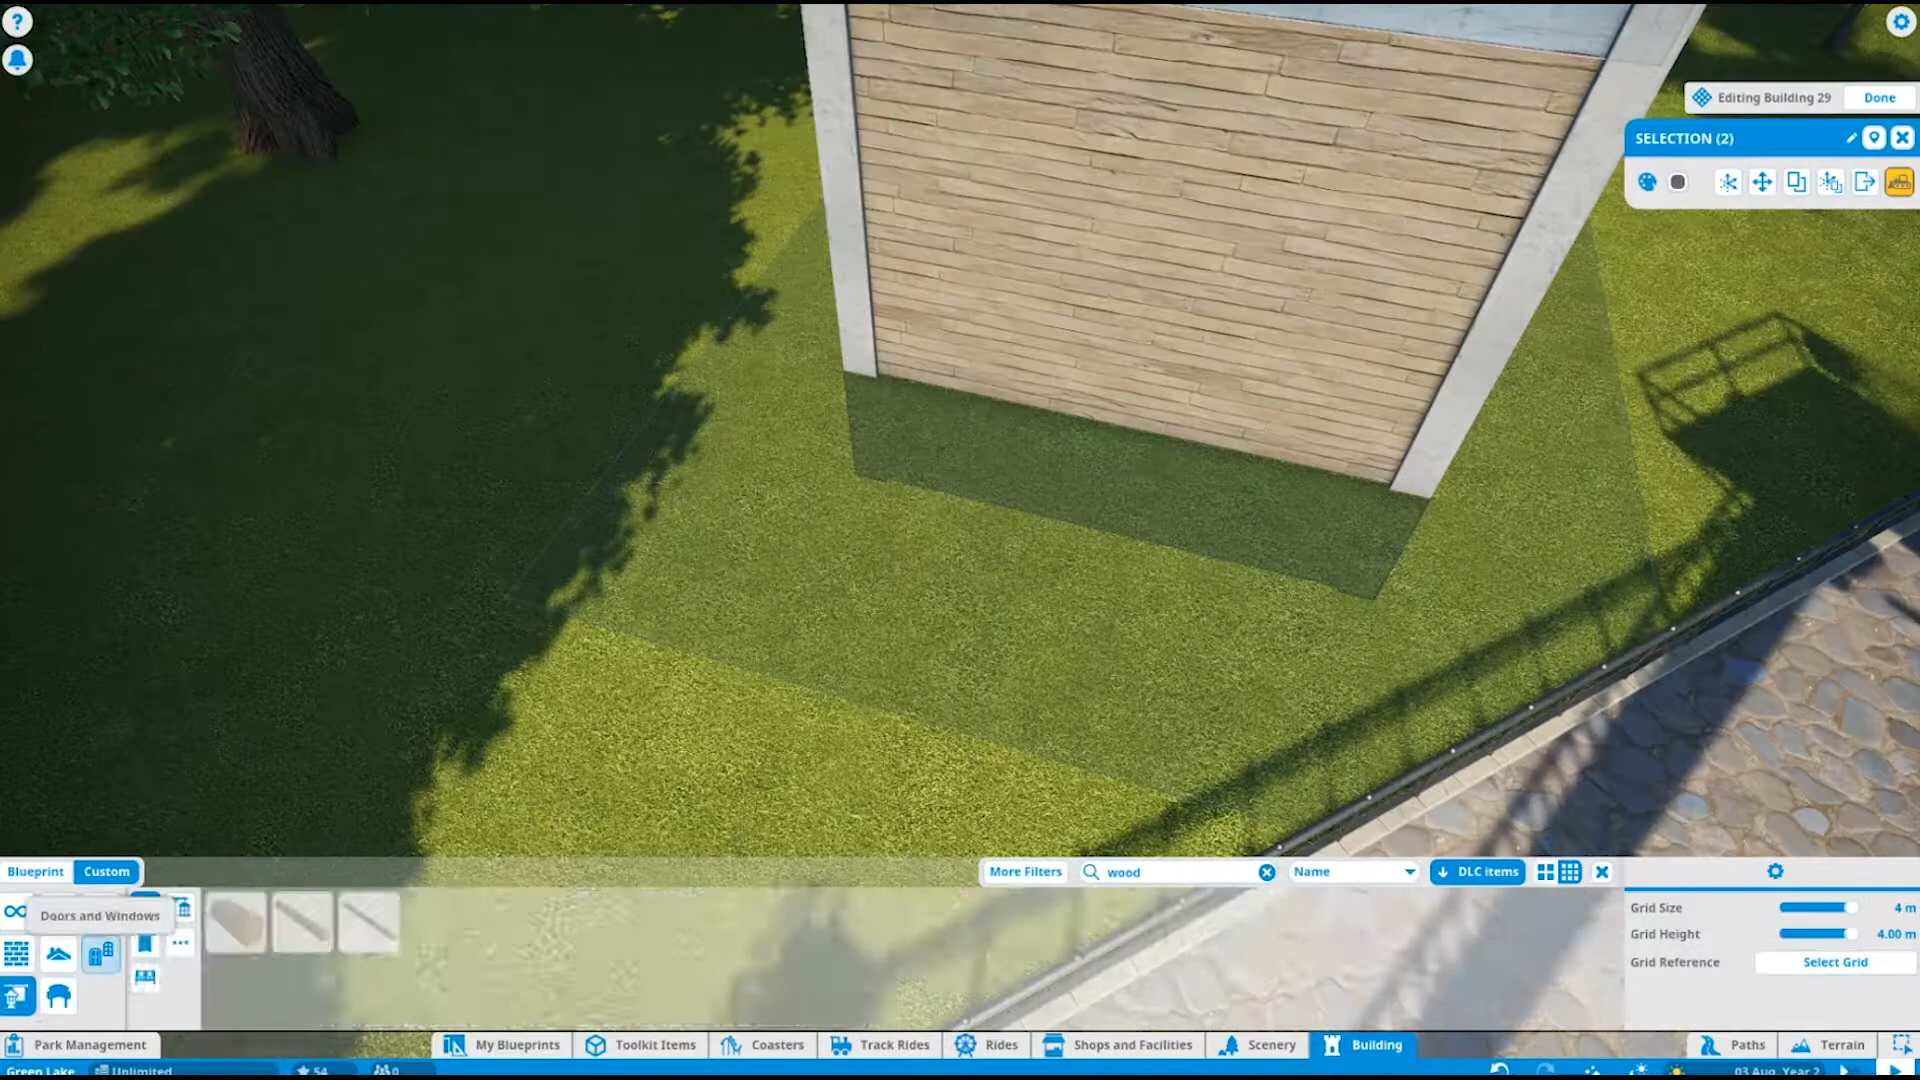 ?
Editing Building 29
Done
SELECTION (2)
Blueprint
Custom
More Filters
wood
Name
DLC items
Doors and Windows
Grid Size
4 m
Grid Height
4.00 m
Grid Reference
Select Grid
Park Management
My Blueprints
Toolkit Items
Coasters
Track Rides
Rides
Shops and Facilities
Scenery
Building
Paths
Terrain
Green Lake
Unlimited
54
0
03 Aug, Year 2